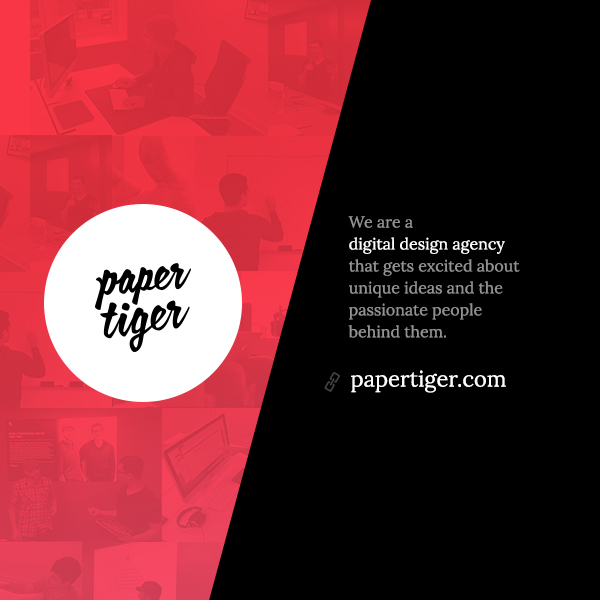 paper
tiger
We are a
digital design agency
that gets excited about
unique ideas and the
passionate people
behind them.
papertiger.com